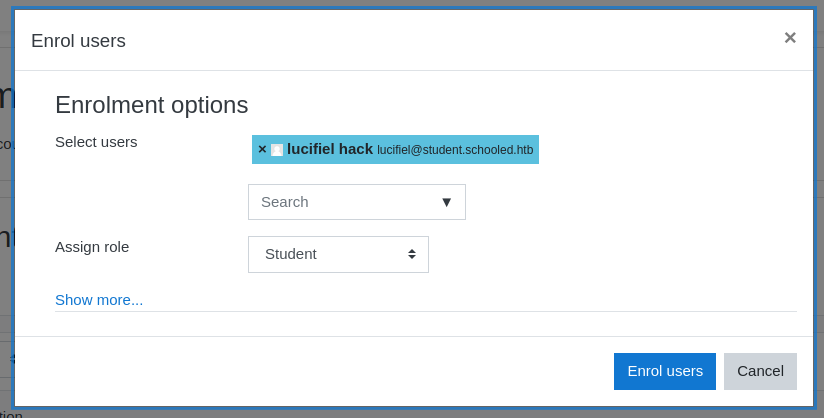 Enrol users ×
Enrolment options
Select users
× lucifiel hack lucifiel@student.schooled.htb
Search ▼
Assign role
Student
Show more...
Enrol users Cancel